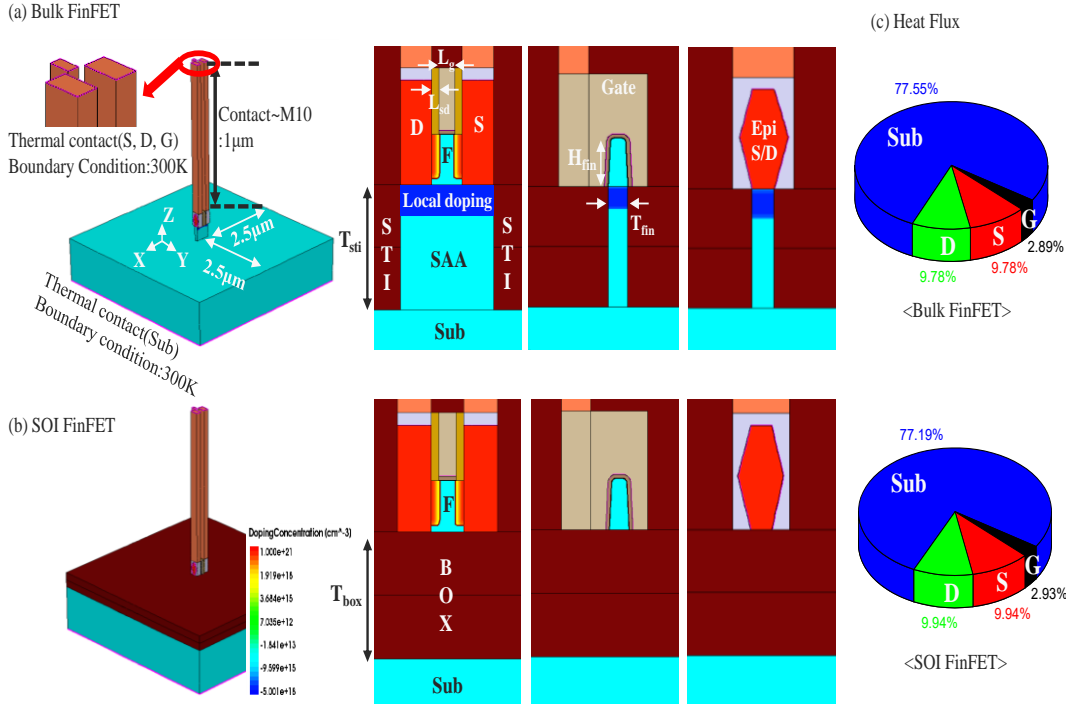 (a) Bulk FinFET
Contact~M10
:1μm
Thermal contact(S, D, G)
Boundary Condition:300K
Z
X
Y
2.5μm
2.5μm
Thermal contact(Sub)
Boundary condition:300K
Lg
Lsd
D
S
F
Local doping
STI
SAA
STI
Tsti
Sub
Gate
Hfin
Tfin
Epi
S/D
(c) Heat Flux
77.55%
Sub
D
S
G
2.89%
9.78%
9.78%
<Bulk FinFET>
(b) SOI FinFET
DopingConcentration (cm^-3)
1.000e+21
1.919e+18
3.684e+15
7.035e+12
-1.841e+13
-9.599e+15
-5.001e+18
F
BOX
Tbox
Sub
77.19%
Sub
D
S
G
2.93%
9.94%
9.94%
<SOI FinFET>